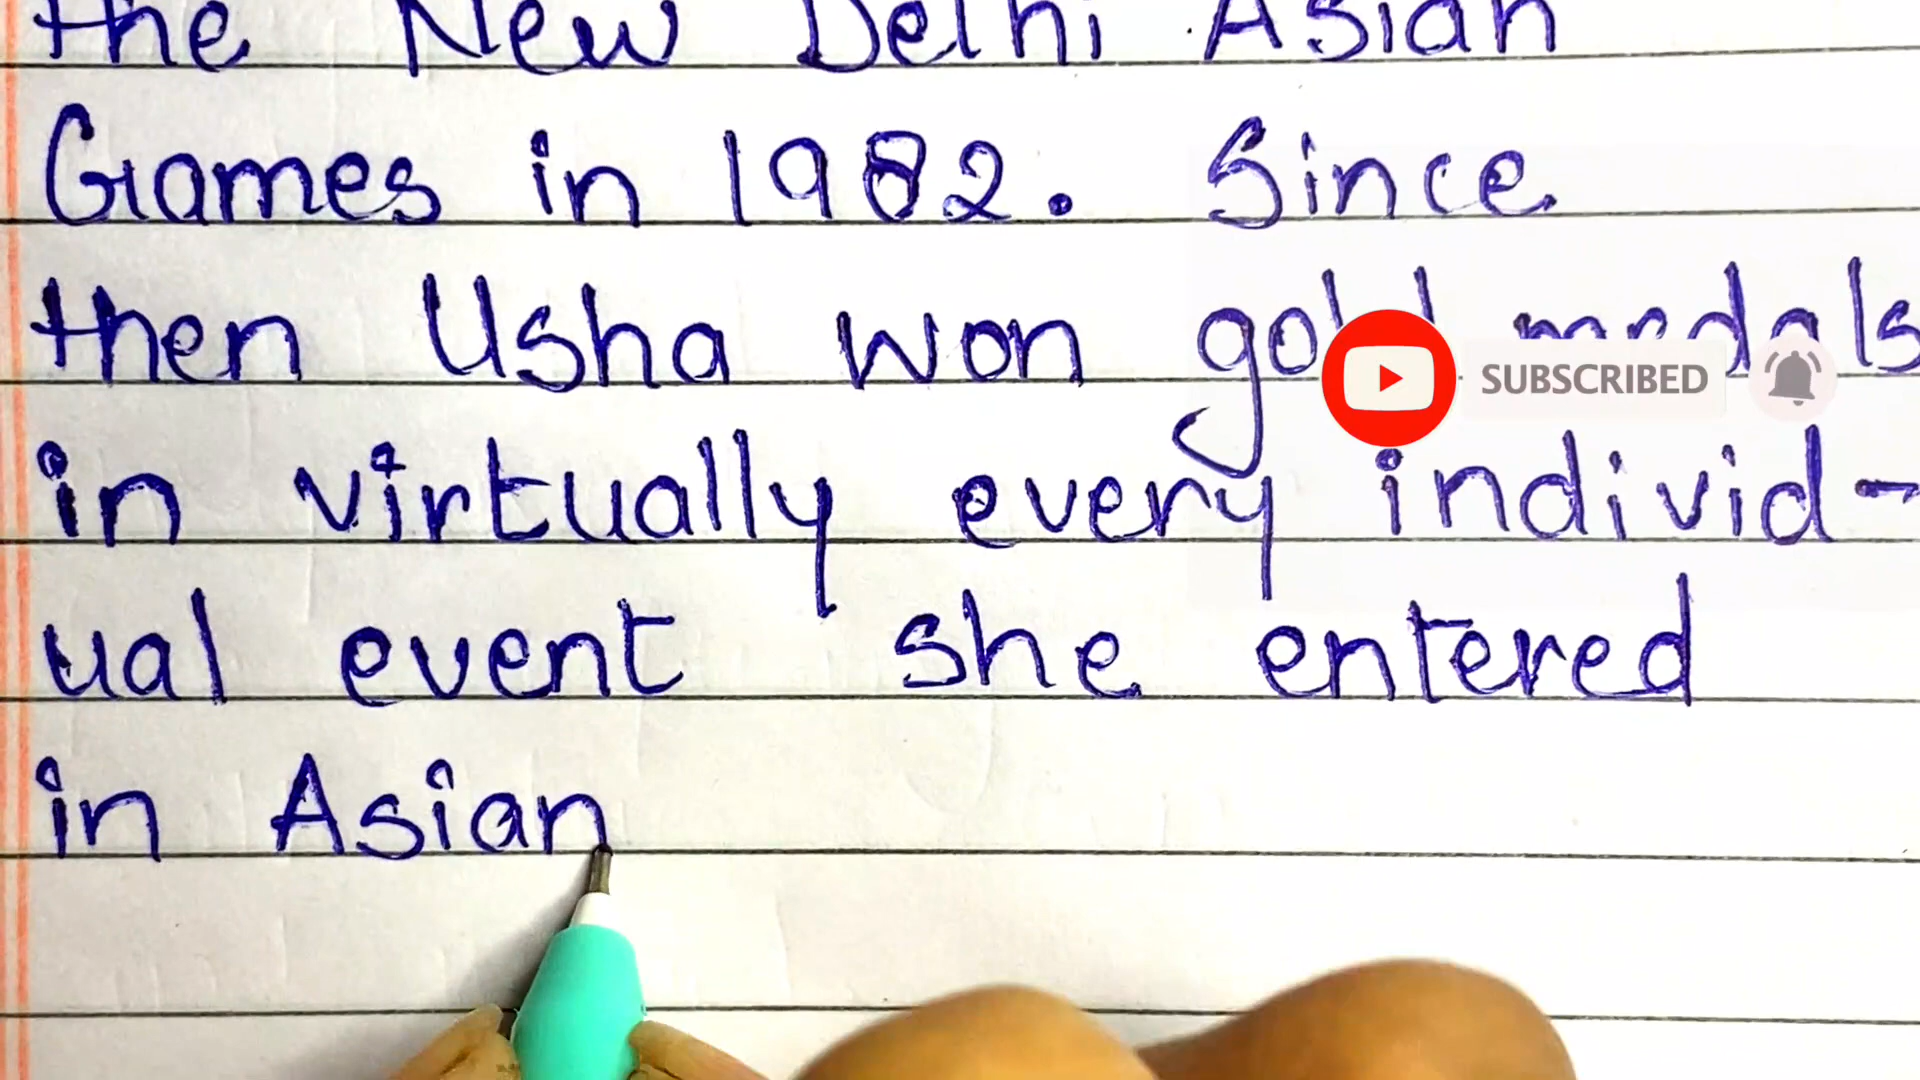 the New Delhi Asian
Games in 1982. Since
then Usha won gold medals
SUBSCRIBED
in virtually every individ-
ual event she entered
in Asian